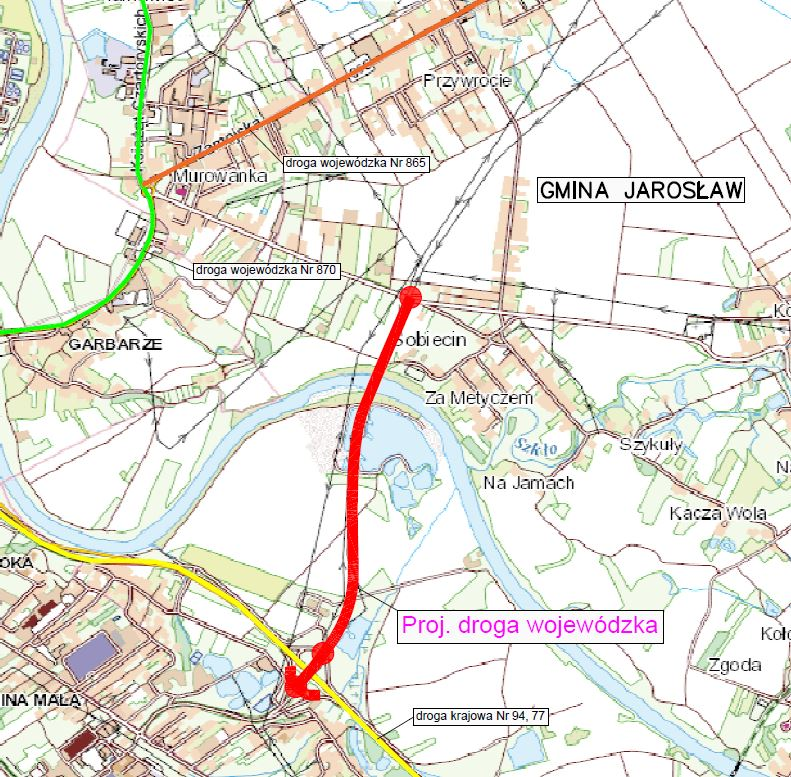 Przywrocie
droga wojewódzka Nr 865
Murowanka
GMINA JAROSŁAW
droga wojewódzka Nr 870
GARBARZE
Sobiecin
Za Metyczem
Szkło
Szykuły
Na Jamach
Kacza Wola
OKA
Proj. droga wojewódzka
Zgoda
INA MAŁA
droga krajowa Nr 94, 77